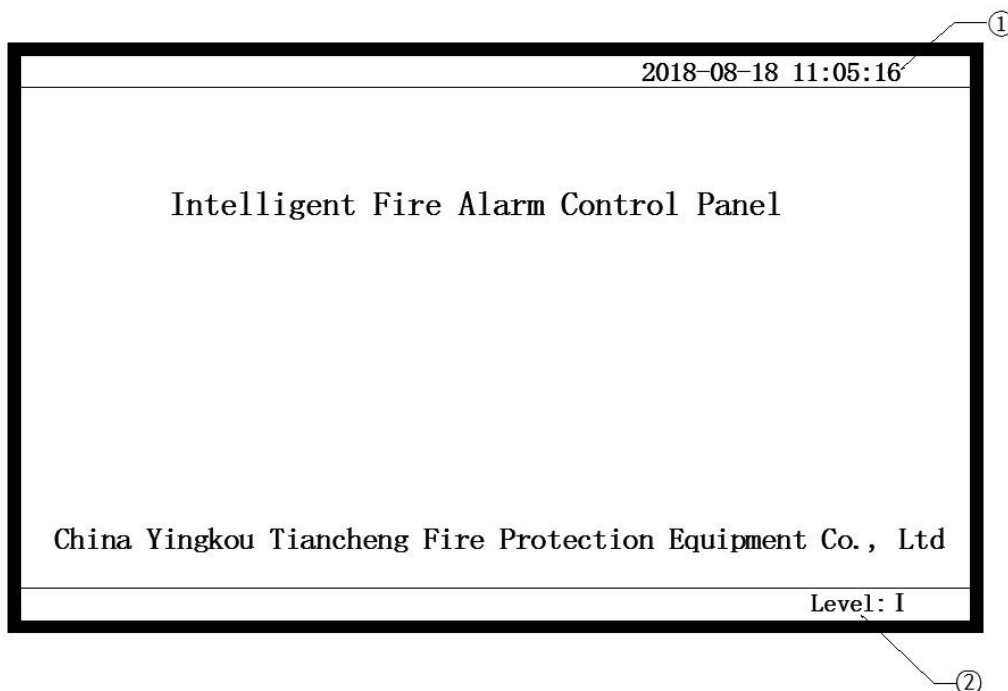 ①
2018-08-18 11:05:16
Intelligent Fire Alarm Control Panel
China Yingkou Tiancheng Fire Protection Equipment Co., Ltd
Level: I
②